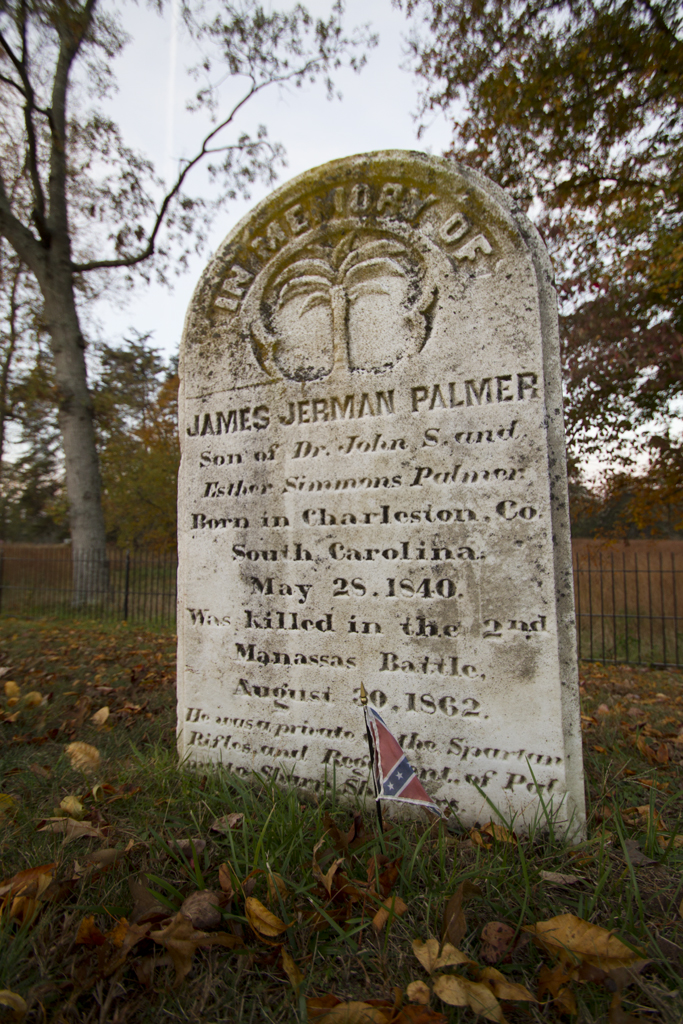 IN MEMORY OF
JAMES JERMAN PALMER
Son of Dr. John S. and
Esther Simmons Palmer.
Born in Charleston, Co.
South Carolina.
May 28. 1840.
Was killed in the 2nd
Manassas Battle,
August 30, 1862.
He was a private the Spartan
Rifles, and of Pal
Sharp